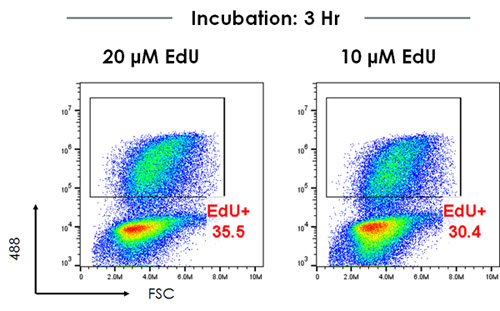 Incubation: 3 Hr
20 µM EdU
10 µM EdU
10⁷
10⁶
10⁵
10⁴
10³
0 2.0M 4.0M 6.0M 8.0M 10M
EdU+
35.5
10⁷
10⁶
10⁵
10⁴
10³
0 2.0M 4.0M 6.0M 8.0M 10M
EdU+
30.4
488
FSC